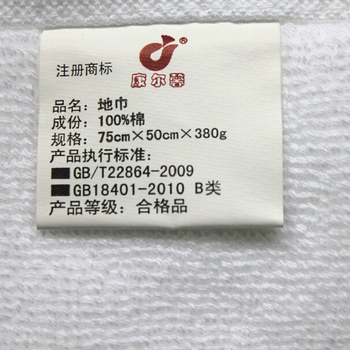 注册商标
®
康尔馨
品名：地巾
成份：100%棉
规格：75cm×50cm×380g
产品执行标准：
GB/T22864-2009
GB18401-2010 B类
产品等级：合格品